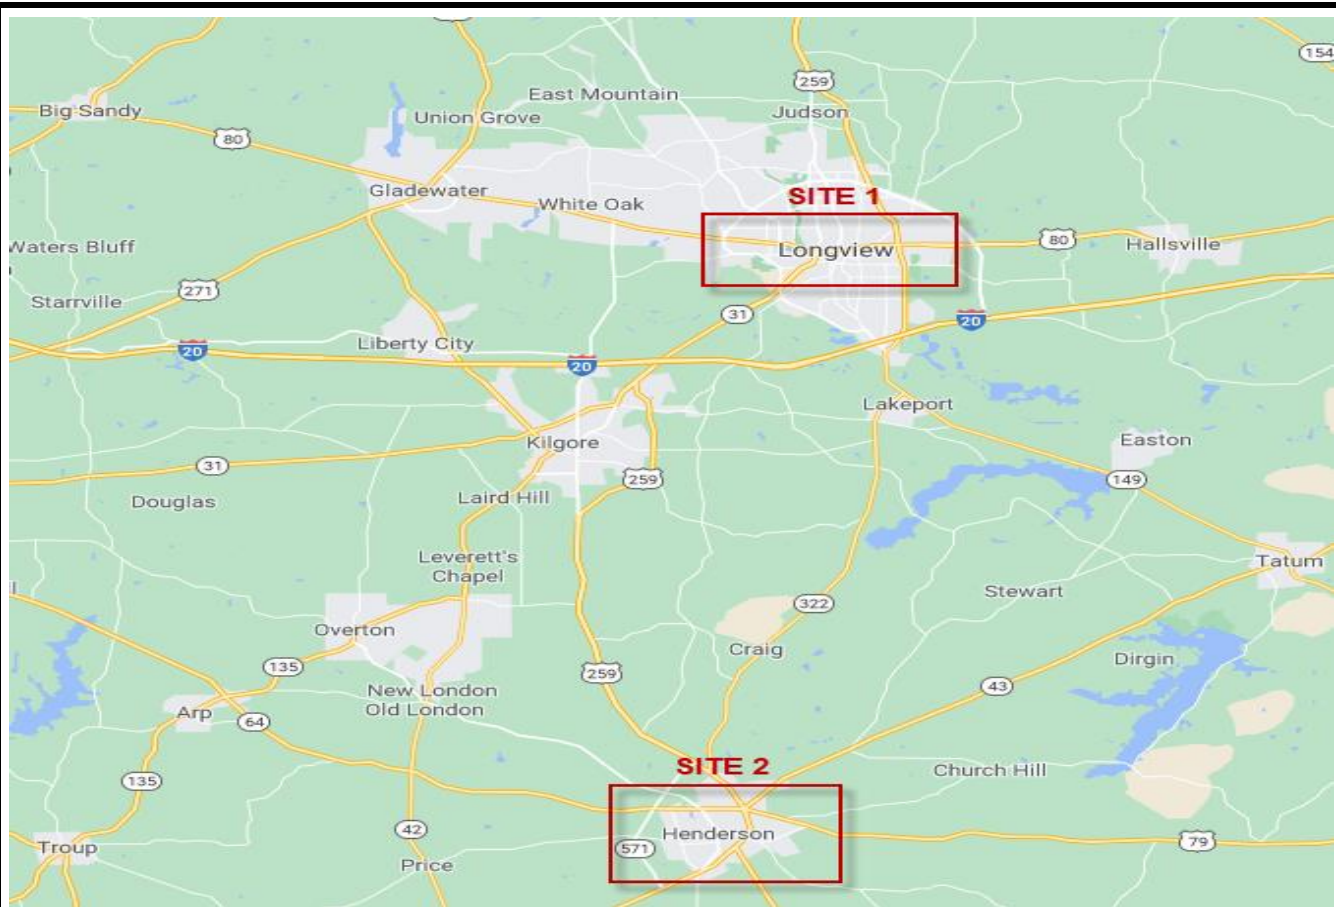 259
154
East Mountain
Big Sandy
Union Grove
Judson
80
Gladewater
SITE 1
White Oak
Waters Bluff
Longview
80
Hallsville
271
Starrville
31
20
Liberty City
20
20
Lakeport
Kilgore
Easton
31
259
149
Douglas
Laird Hill
Leverett's
Chapel
Tatum
Stewart
322
Overton
Craig
Dirgin
135
259
43
New London
Old London
Arp
64
SITE 2
Church Hill
135
42
Henderson
79
571
Troup
Price